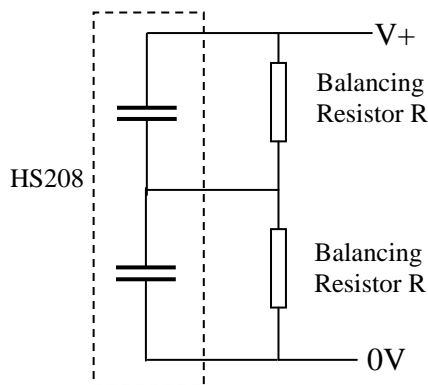 V+
Balancing
Resistor R
HS208
Balancing
Resistor R
0V